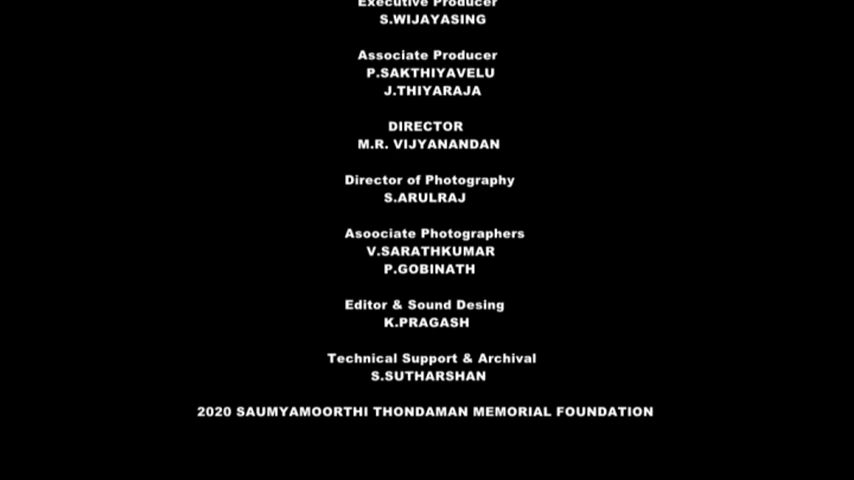 Executive Producer
S.WIJAYASING
Associate Producer
P.SAKTHIYAVELU
J.THIYARAJA
DIRECTOR
M.R. VIJYANANDAN
Director of Photography
S.ARULRAJ
Asoociate Photographers
V.SARATHKUMAR
P.GOBINATH
Editor & Sound Desing
K.PRAGASH
Technical Support & Archival
S.SUTHARSHAN
2020 SAUMYAMOORTHI THONDAMAN MEMORIAL FOUNDATION